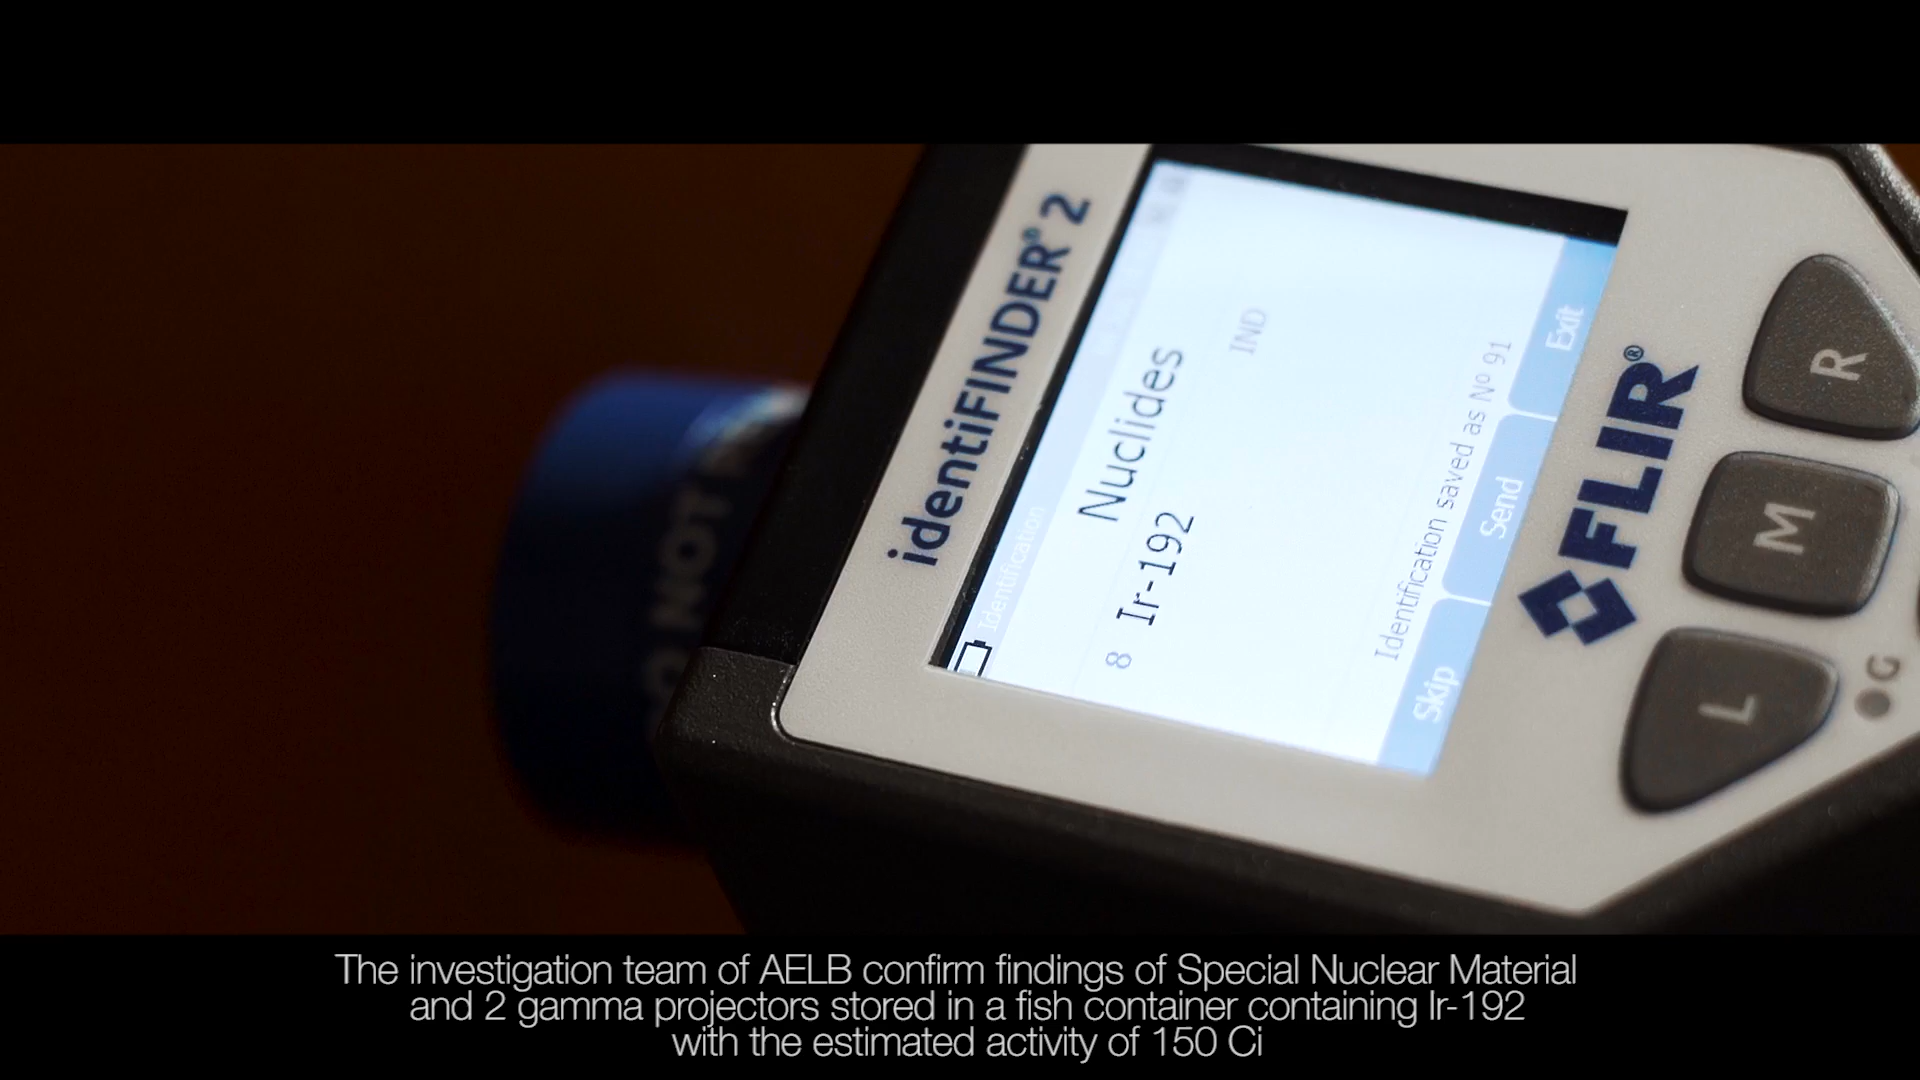 identiFINDER® 2
Identification
Nuclides
8 Ir-192 IND
Identification saved as Nº 91
Skip Send Exit
FLIR®
L M R
G
NOT
The investigation team of AELB confirm findings of Special Nuclear Material
and 2 gamma projectors stored in a fish container containing Ir-192
with the estimated activity of 150 Ci